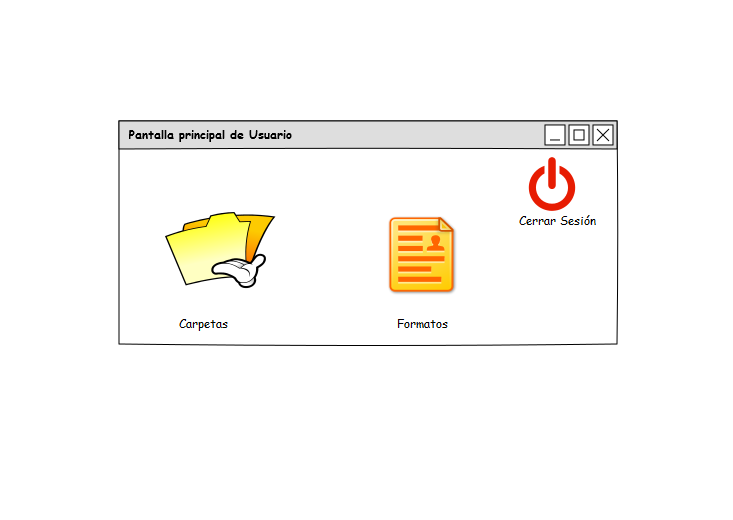 Pantalla principal de Usuario
Cerrar Sesión
Carpetas
Formatos